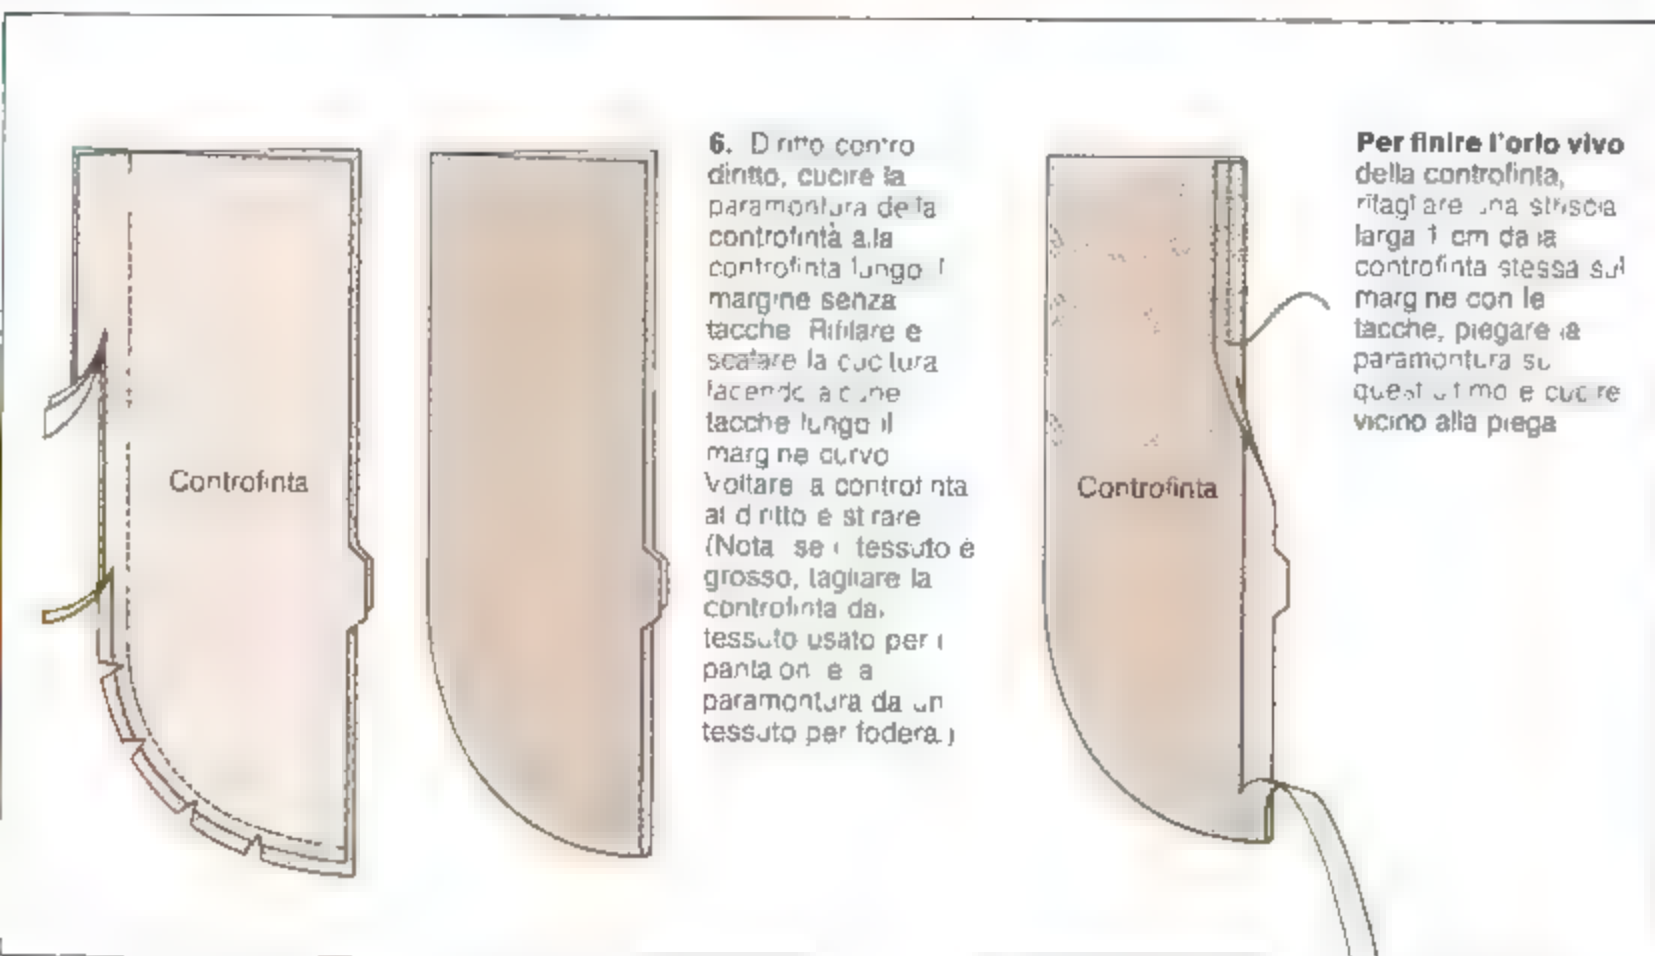 6. Diritto contro
diritto, cucire la
paramontura della
controfintà alla
controfinta lungo il
margine senza
tacche Rifilare e
scalare la cucitura
facendo alcune
tacche lungo il
margine curvo
Voltare la controfinta
al diritto e stirare
(Nota se il tessuto è
grosso, tagliare la
controfinta dal
tessuto usato per i
pantaloni e la
paramontura da un
tessuto per fodera.)
Per finire l'orlo vivo
della controfinta,
ritagliare una striscia
larga 1 cm dalla
controfinta stessa sul
margine con le
tacche, piegare la
paramontura su
quest'ultimo e cucire
vicino alla piega
Controfinta
Controfinta